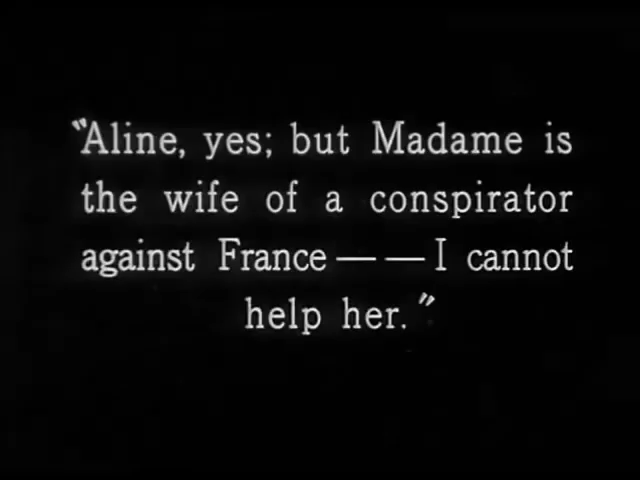 "Aline, yes; but Madame is
the wife of a conspirator
against France — — I cannot
help her."